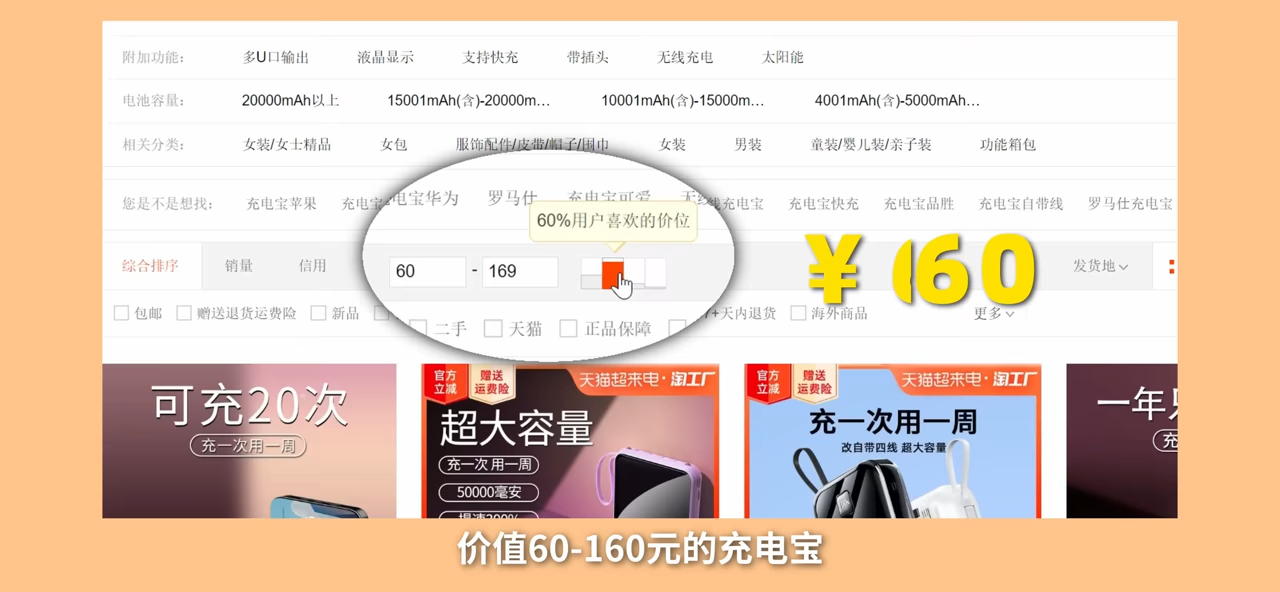 附加功能: 多U口输出 液晶显示 支持快充 带插头 无线充电 太阳能
电池容量: 20000mAh以上 15001mAh(含)-20000m… 10001mAh(含)-15000m… 4001mAh(含)-5000mAh…
相关分类: 女装/女士精品 女包 服饰配件/皮带/帽子/围巾 女装 男装 童装/婴儿装/亲子装 功能箱包
您是不是想找: 充电宝苹果 充电宝 电宝华为 罗马仕 充电宝可爱 无线 线充电宝 充电宝快充 充电宝品胜 充电宝自带线 罗马仕充电宝
60%用户喜欢的价位
综合排序 销量 信用 60 - 169 ¥ 60 发货地
包邮 赠送退货运费险 新品 二手 天猫 正品保障 7+天内退货 海外商品 更多
可充20次
充一次用一周
官方立减 赠送运费险 天猫超来电·淘工厂
超大容量
充一次 用一周
50000毫安
提速200%
官方立减 赠送运费险 天猫超来电·淘工厂
充一次用一周
改自带四线 超大容量
一年
充
价值60-160元的充电宝